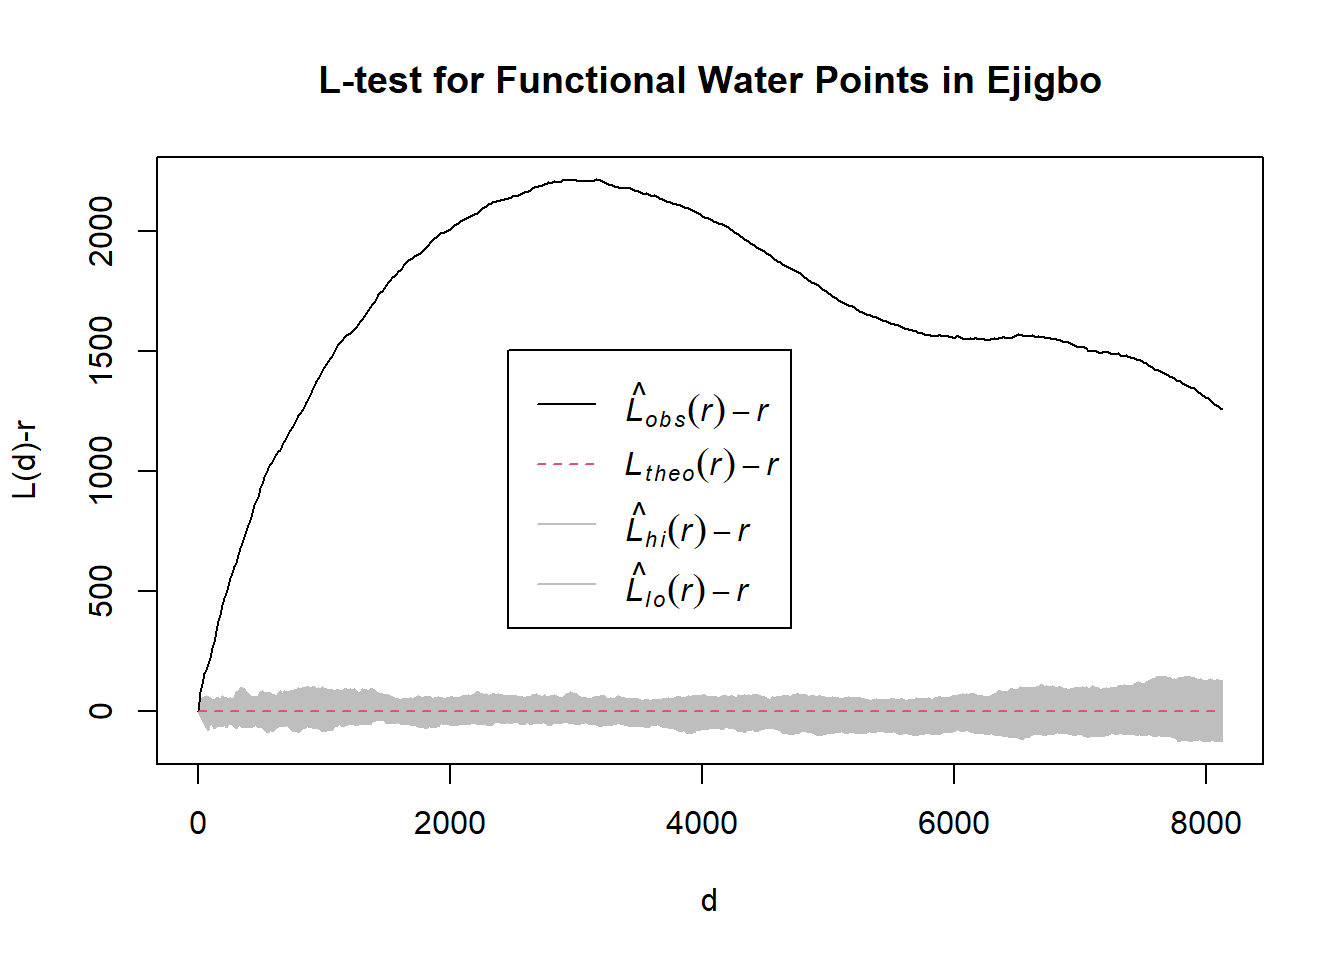 L-test for Functional Water Points in Ejigbo
L(d)-r
2000
1500
1000
500
0
L̂obs(r) − r
Ltheo(r) − r
L̂hi(r) − r
L̂lo(r) − r
0 2000 4000 6000 8000
d